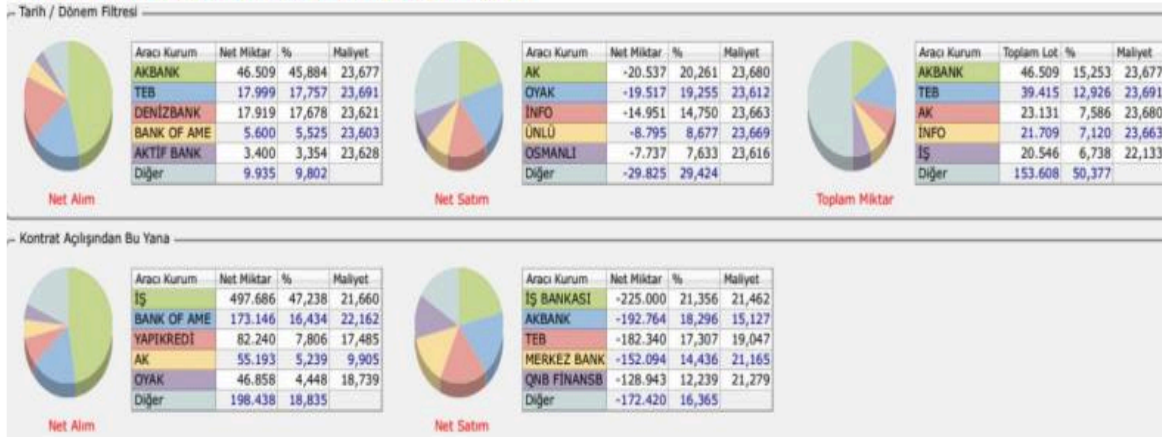 Tarih / Dönem Filtresi
Aracı Kurum Net Miktar % Maliyet
AKBANK 46.509 45,884 23,677
TEB 17.999 17,757 23,691
DENİZBANK 17.919 17,678 23,621
BANK OF AME 5.600 5,525 23,603
AKTİF BANK 3.400 3,354 23,628
Diğer 9.935 9,802
Net Alım
Aracı Kurum Net Miktar % Maliyet
AK -20.537 20,261 23,680
OYAK -19.517 19,255 23,612
İNFO -14.951 14,750 23,663
ÜNLÜ -8.795 8,677 23,669
OSMANLI -7.737 7,633 23,616
Diğer -29.825 29,424
Net Satım
Aracı Kurum Toplam Lot % Maliyet
AKBANK 46.509 15,253 23,677
TEB 39.415 12,926 23,691
AK 23.131 7,586 23,680
İNFO 21.709 7,120 23,663
İŞ 20.546 6,738 22,133
Diğer 153.608 50,377
Toplam Miktar
Kontrat Açılışından Bu Yana
Aracı Kurum Net Miktar % Maliyet
İŞ 497.686 47,238 21,660
BANK OF AME 173.146 16,434 22,162
YAPIKREDİ 82.240 7,806 17,485
AK 55.193 5,239 9,905
OYAK 46.858 4,448 18,739
Diğer 198.438 18,835
Net Alım
Aracı Kurum Net Miktar % Maliyet
İŞ BANKASI -225.000 21,356 21,462
AKBANK -192.764 18,296 15,127
TEB -182.340 17,307 19,047
MERKEZ BANK -152.094 14,436 21,165
QNB FİNANSB -128.943 12,239 21,279
Diğer -172.420 16,365
Net Satım